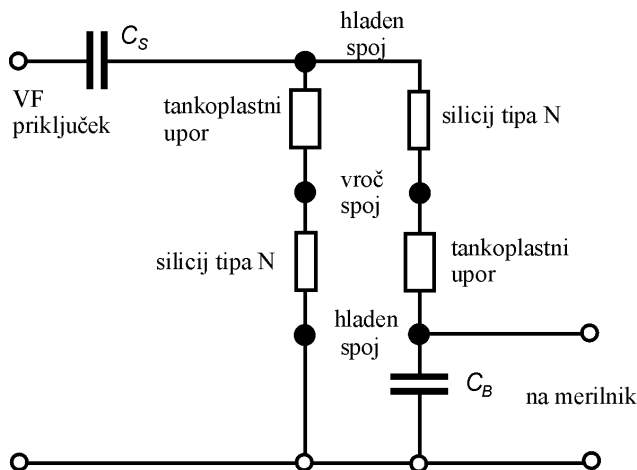 hladen
spoj
C_S
VF
priključek
tankoplastni
upor
silicij tipa N
vroč
spoj
silicij tipa N
tankoplastni
upor
hladen
spoj
C_B
na merilnik